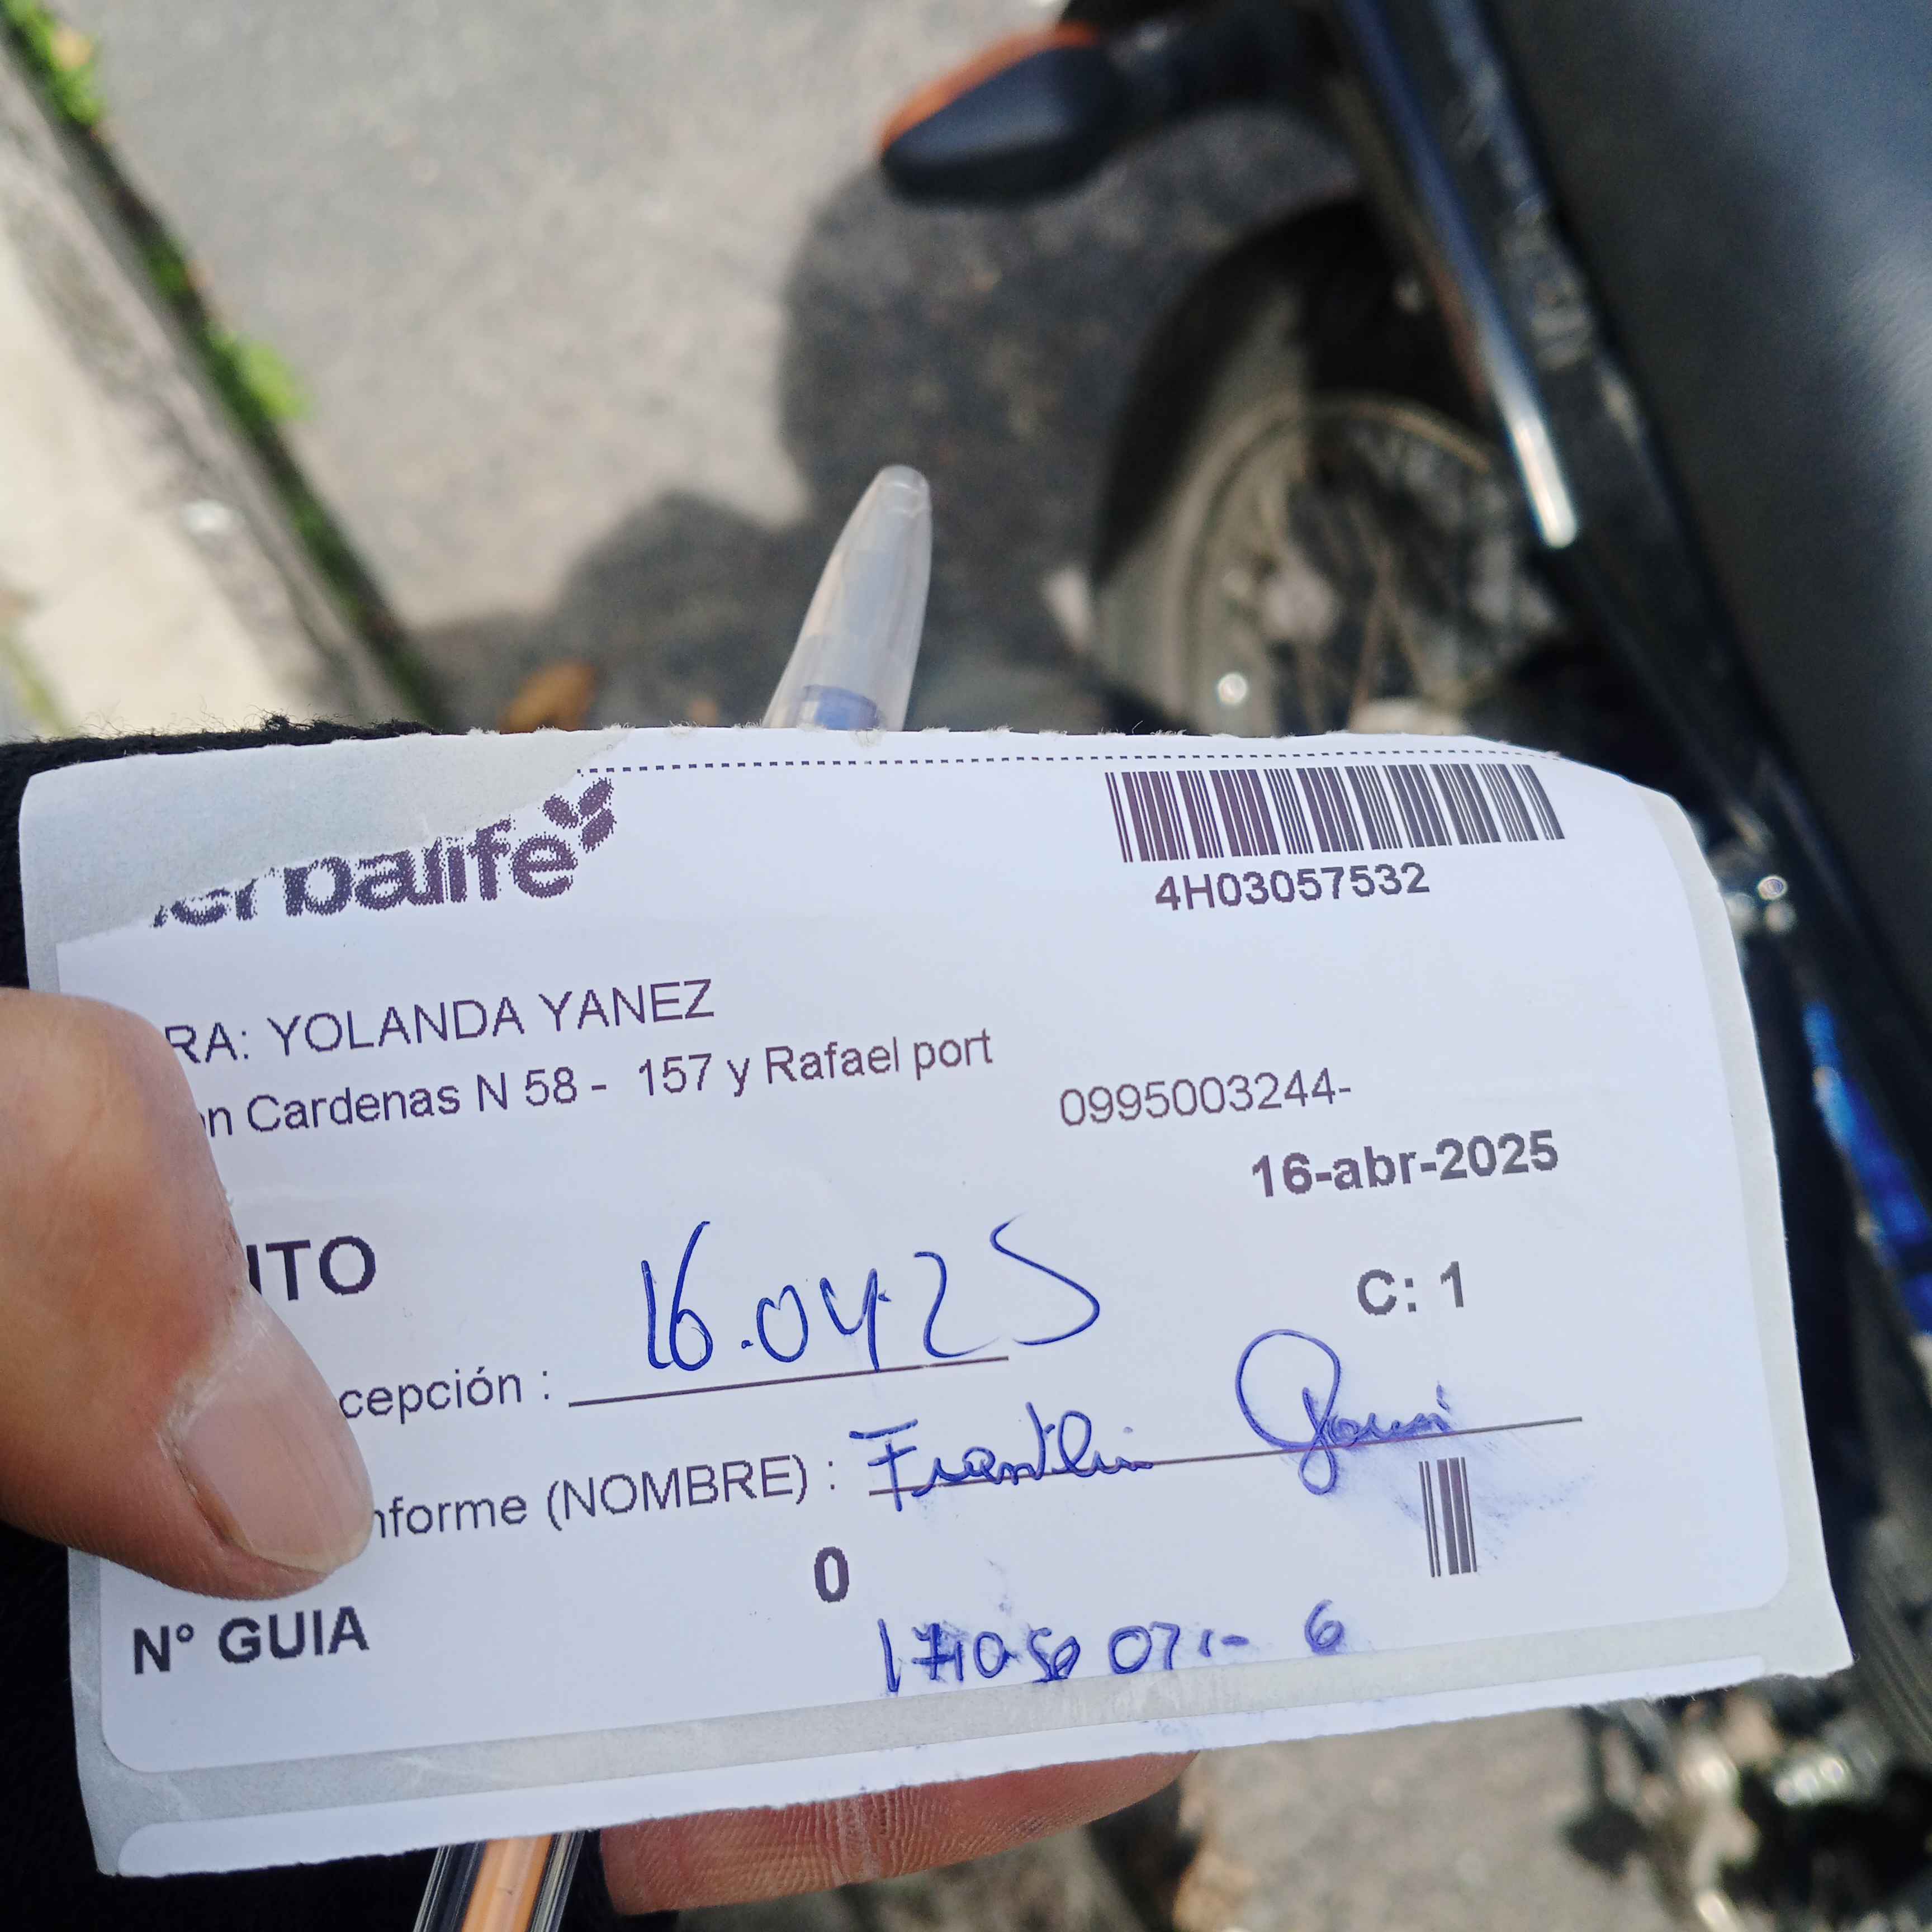 erbalife
4H03057532
RA: YOLANDA YANEZ
n Cardenas N 58 - 157 y Rafael port
0995003244-
16-abr-2025
ITO
C: 1
cepción : 16.04.25
nforme (NOMBRE) : Franklin
0
N° GUIA